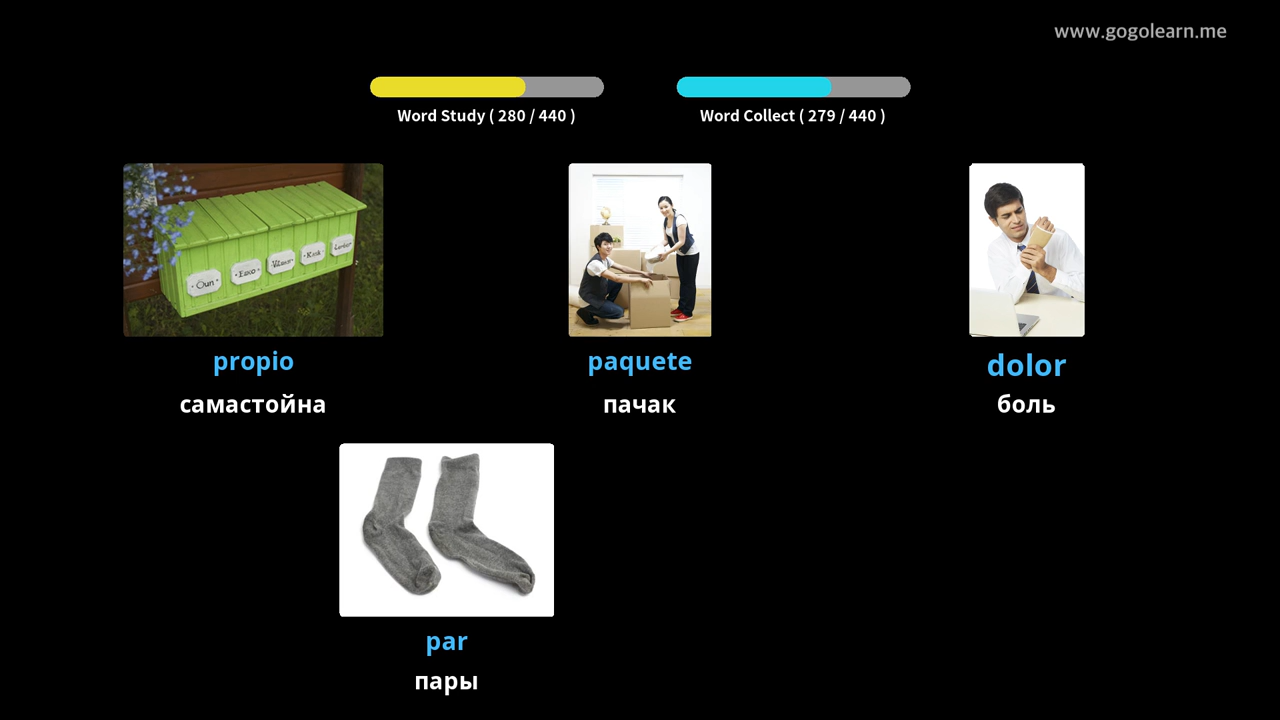 www.gogolearn.me
Word Study ( 280 / 440 )
Word Collect ( 279 / 440 )
propio
paquete
dolor
самастойна
пачак
боль
par
пары